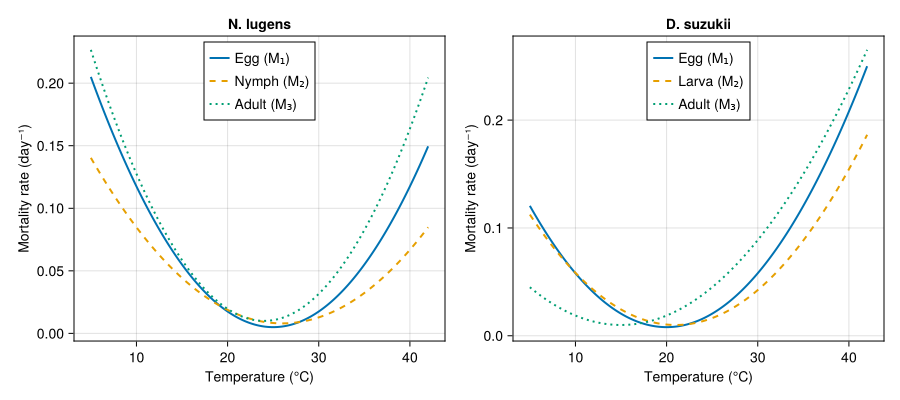 N. lugens
Mortality rate (day⁻¹)
0.20
0.15
0.10
0.05
0.00
Egg (M₁)
Nymph (M₂)
Adult (M₃)
10
20
30
40
Temperature (°C)
D. suzukii
Mortality rate (day⁻¹)
0.2
0.1
0.0
Egg (M₁)
Larva (M₂)
Adult (M₃)
10
20
30
40
Temperature (°C)